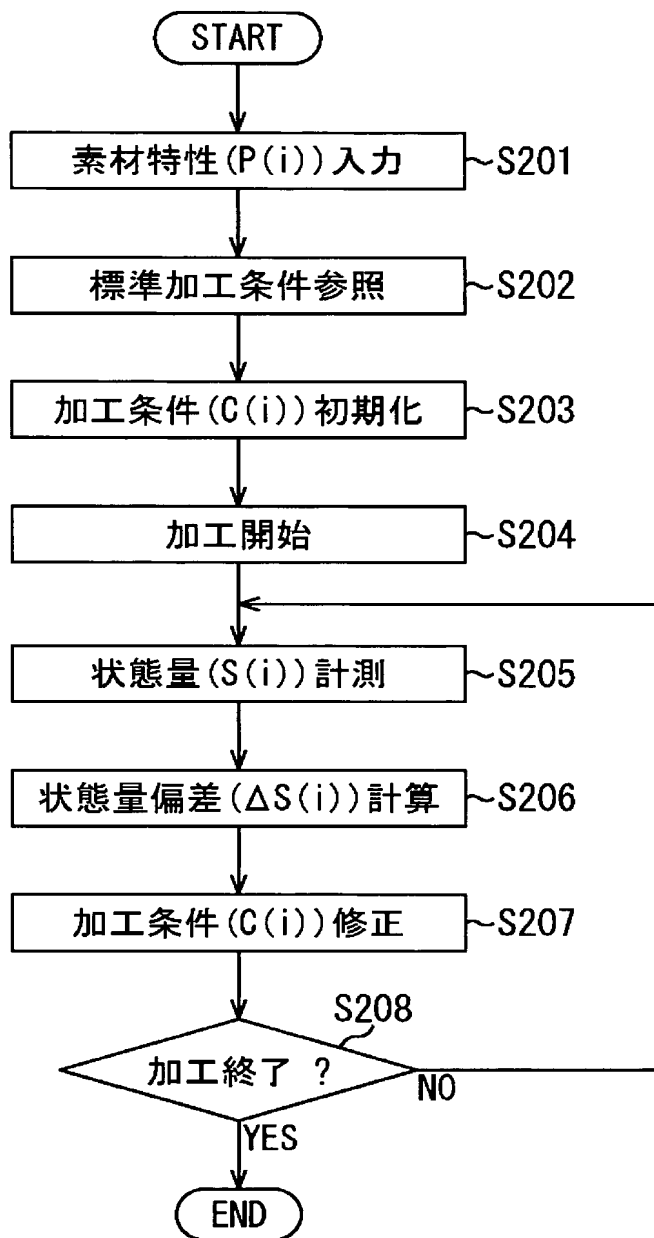 START
素材特性(P(i))入力 ~S201
標準加工条件参照 ~S202
加工条件(C(i))初期化 ~S203
加工開始 ~S204
状態量(S(i))計測 ~S205
状態量偏差(ΔS(i))計算 ~S206
加工条件(C(i))修正 ~S207
S208
加工終了 ?
NO
YES
END